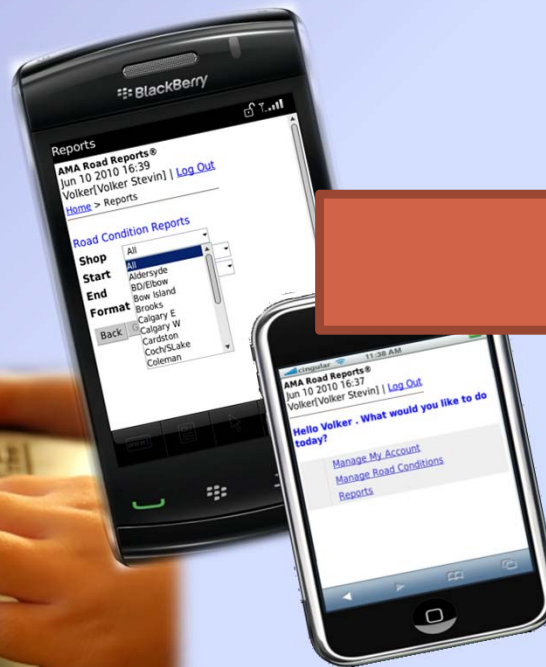 BlackBerry
Reports
AMA Road Reports®
Jun 10 2010 16:39
Volker[Volker Stevin] | Log Out
Home > Reports
Road Condition Reports
Shop All
Start
End
Format
All
Aldersyde
BD/Elbow
Bow Island
Brooks
Calgary E
Calgary W
Cardston
Coch/SLake
Coleman
Back
cingular 11:36 AM
AMA Road Reports®
Jun 10 2010 16:37
Volker[Volker Stevin] | Log Out
Hello Volker . What would you like to do
today?
Manage My Account
Manage Road Conditions
Reports